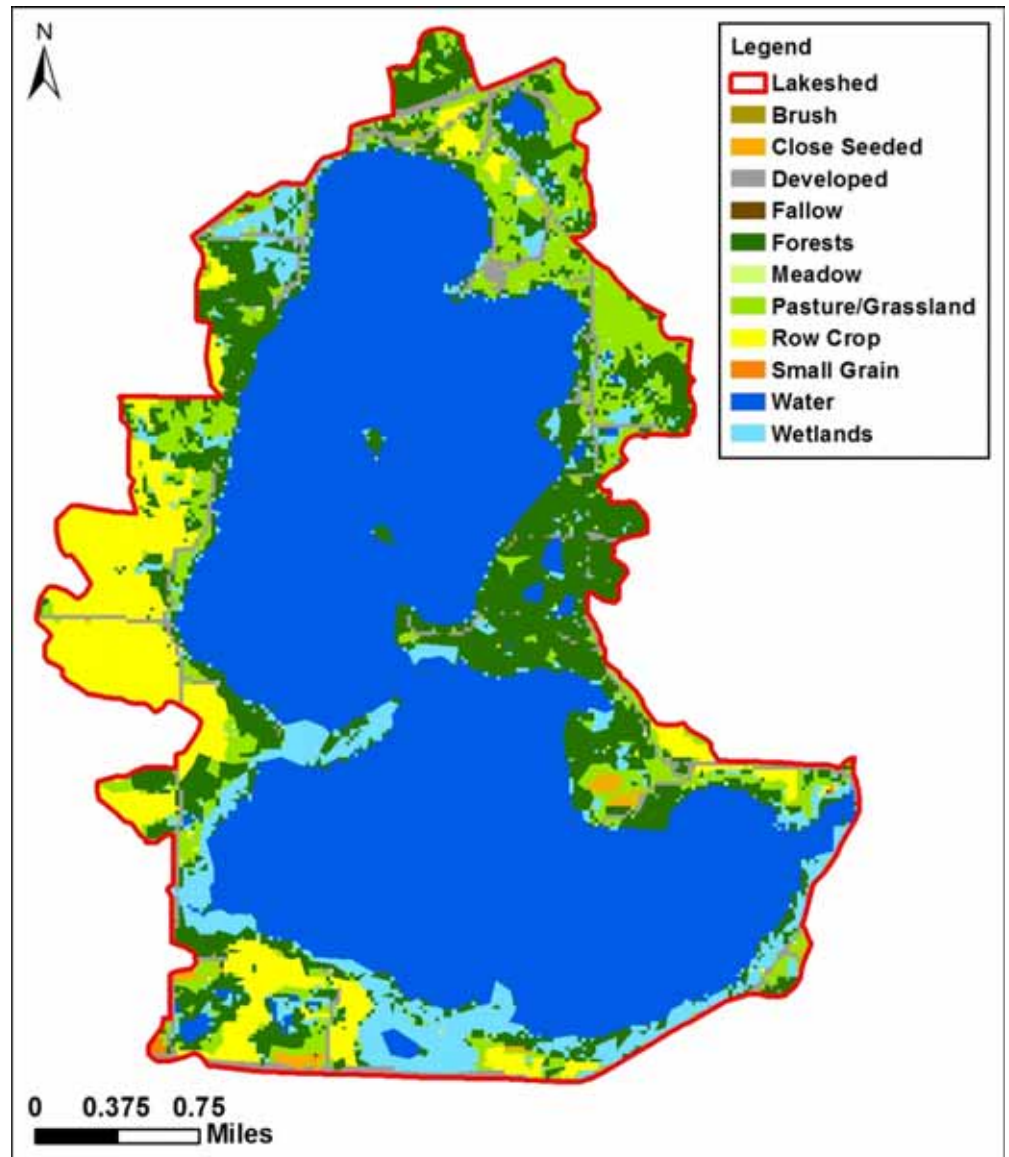 N
Legend
Lakeshed
Brush
Close Seeded
Developed
Fallow
Forests
Meadow
Pasture/Grassland
Row Crop
Small Grain
Water
Wetlands
0 0.375 0.75
Miles